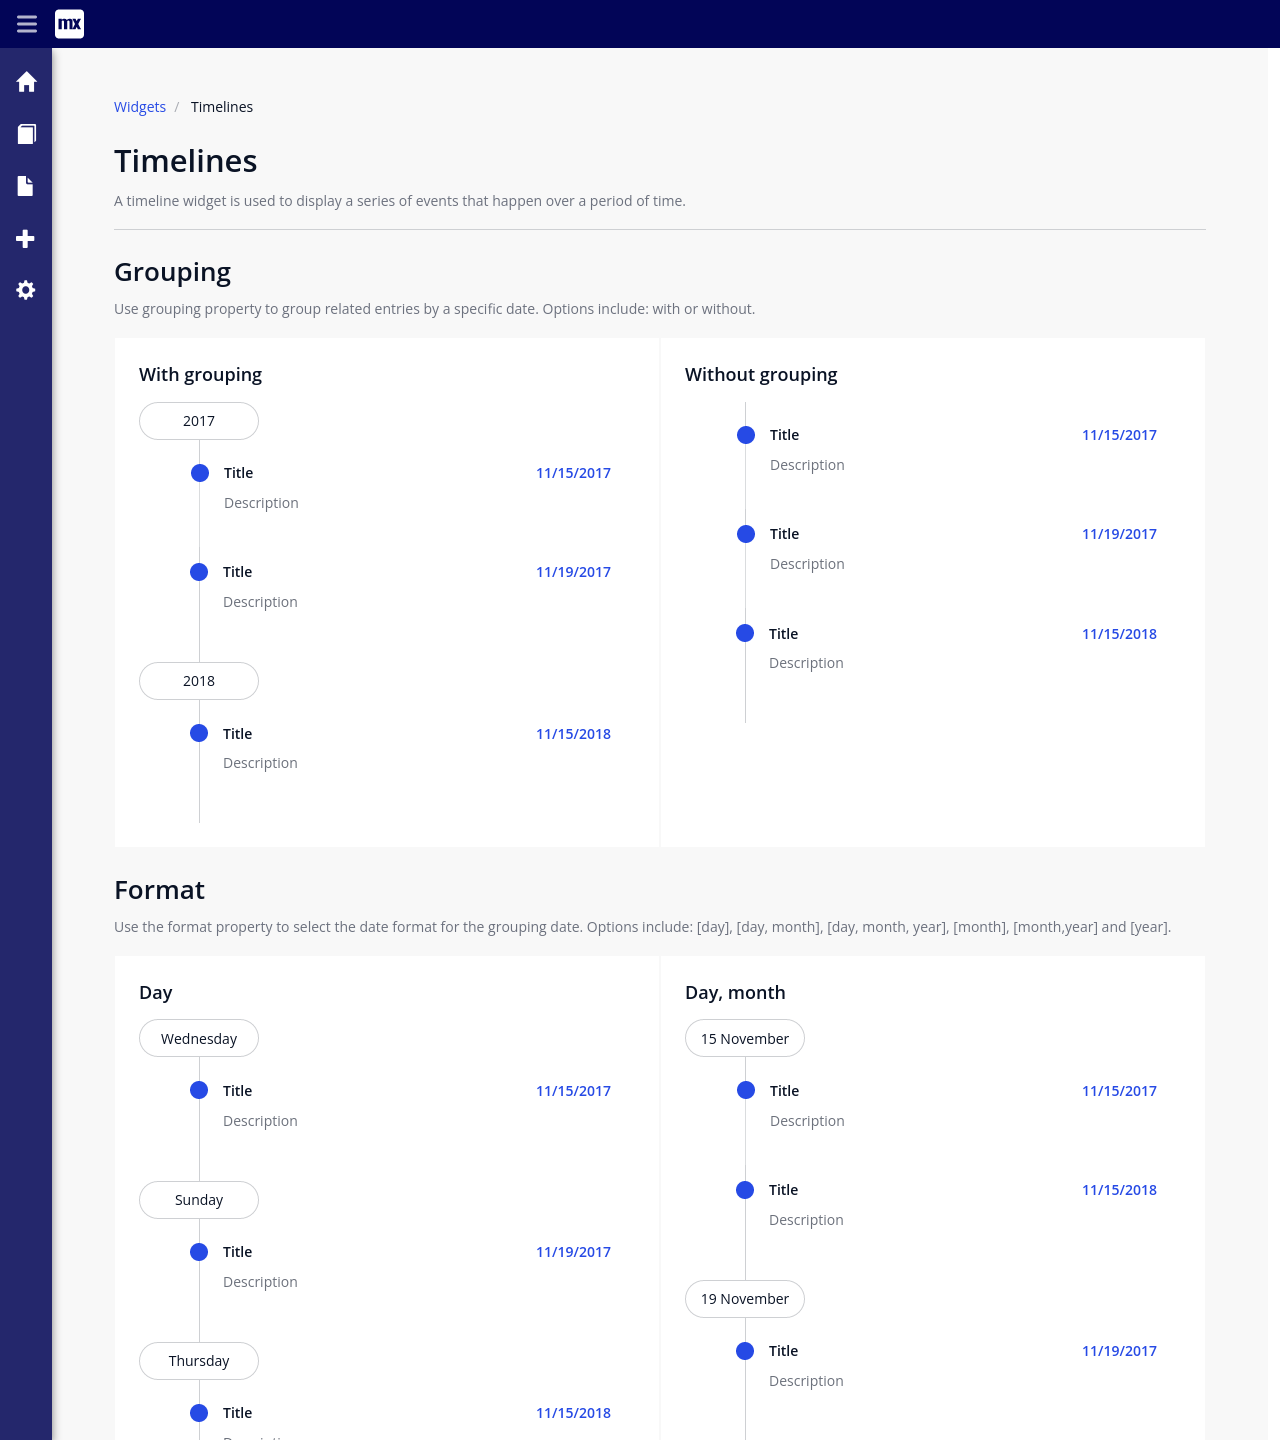 mx
Widgets / Timelines
Timelines
A timeline widget is used to display a series of events that happen over a period of time.
Grouping
Use grouping property to group related entries by a specific date. Options include: with or without.
With grouping
2017
Title 11/15/2017
Description
Title 11/19/2017
Description
2018
Title 11/15/2018
Description
Without grouping
Title 11/15/2017
Description
Title 11/19/2017
Description
Title 11/15/2018
Description
Format
Use the format property to select the date format for the grouping date. Options include: [day], [day, month], [day, month, year], [month], [month,year] and [year].
Day
Wednesday
Title 11/15/2017
Description
Sunday
Title 11/19/2017
Description
Thursday
Title 11/15/2018
Day, month
15 November
Title 11/15/2017
Description
Title 11/15/2018
Description
19 November
Title 11/19/2017
Description